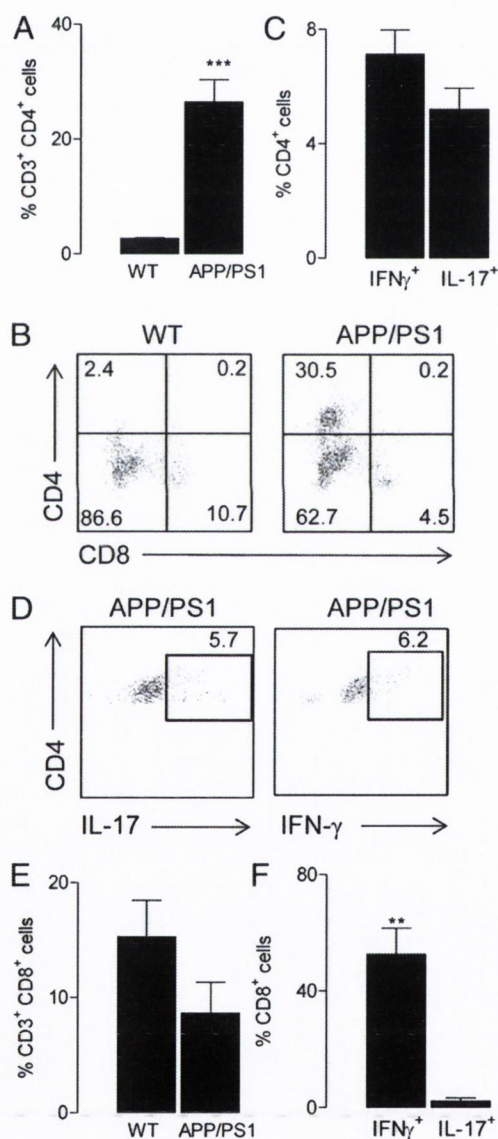 A
% CD3+ CD4+ cells
40
20
0
***
WT
APP/PS1
C
% CD4+ cells
8
4
0
IFNγ+
IL-17+
B
WT
APP/PS1
CD4
2.4
0.2
86.6
10.7
30.5
0.2
62.7
4.5
CD8
D
APP/PS1
APP/PS1
CD4
5.7
6.2
IL-17
IFN-γ
E
% CD3+ CD8+ cells
20
10
0
WT
APP/PS1
F
% CD8+ cells
80
40
0
**
IFNγ+
IL-17+